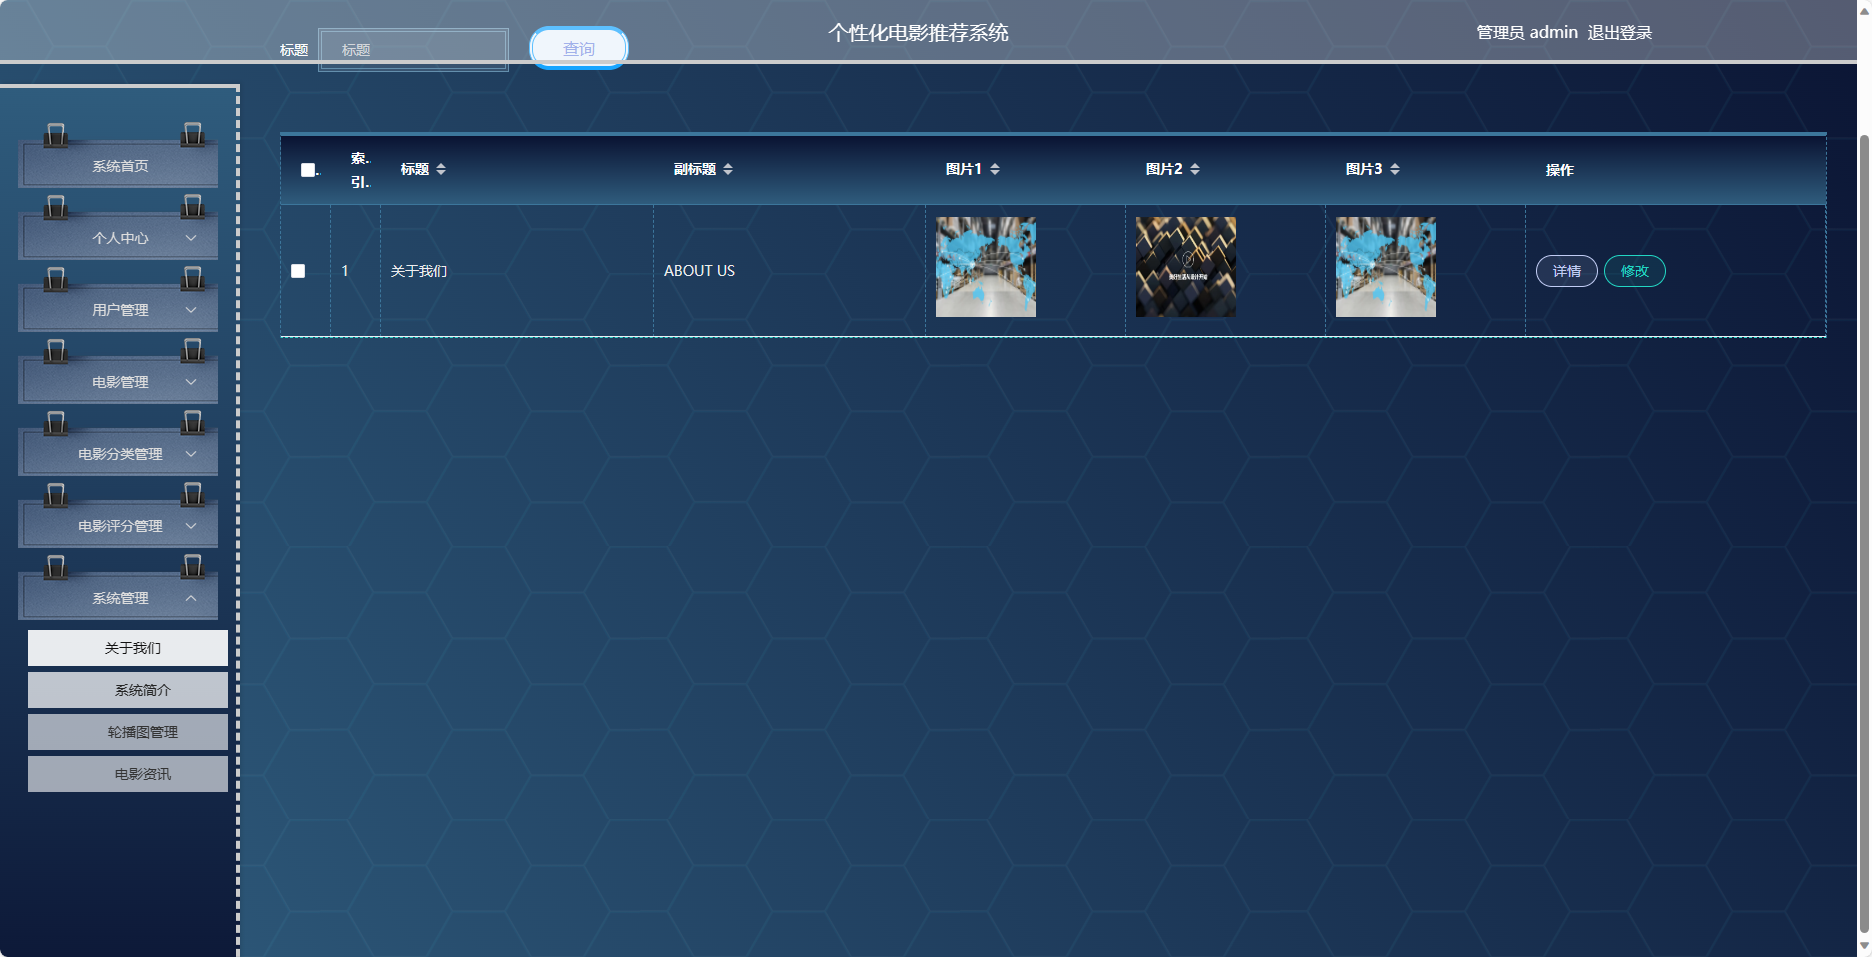 个性化电影推荐系统
管理员 admin 退出登录
标题 标题 查询
系统首页
个人中心
用户管理
电影管理
电影分类管理
电影评分管理
系统管理
关于我们
系统简介
轮播图管理
电影资讯
索.. 标题 副标题 图片1 图片2 图片3 操作
引..
1 关于我们 ABOUT US 详情 修改